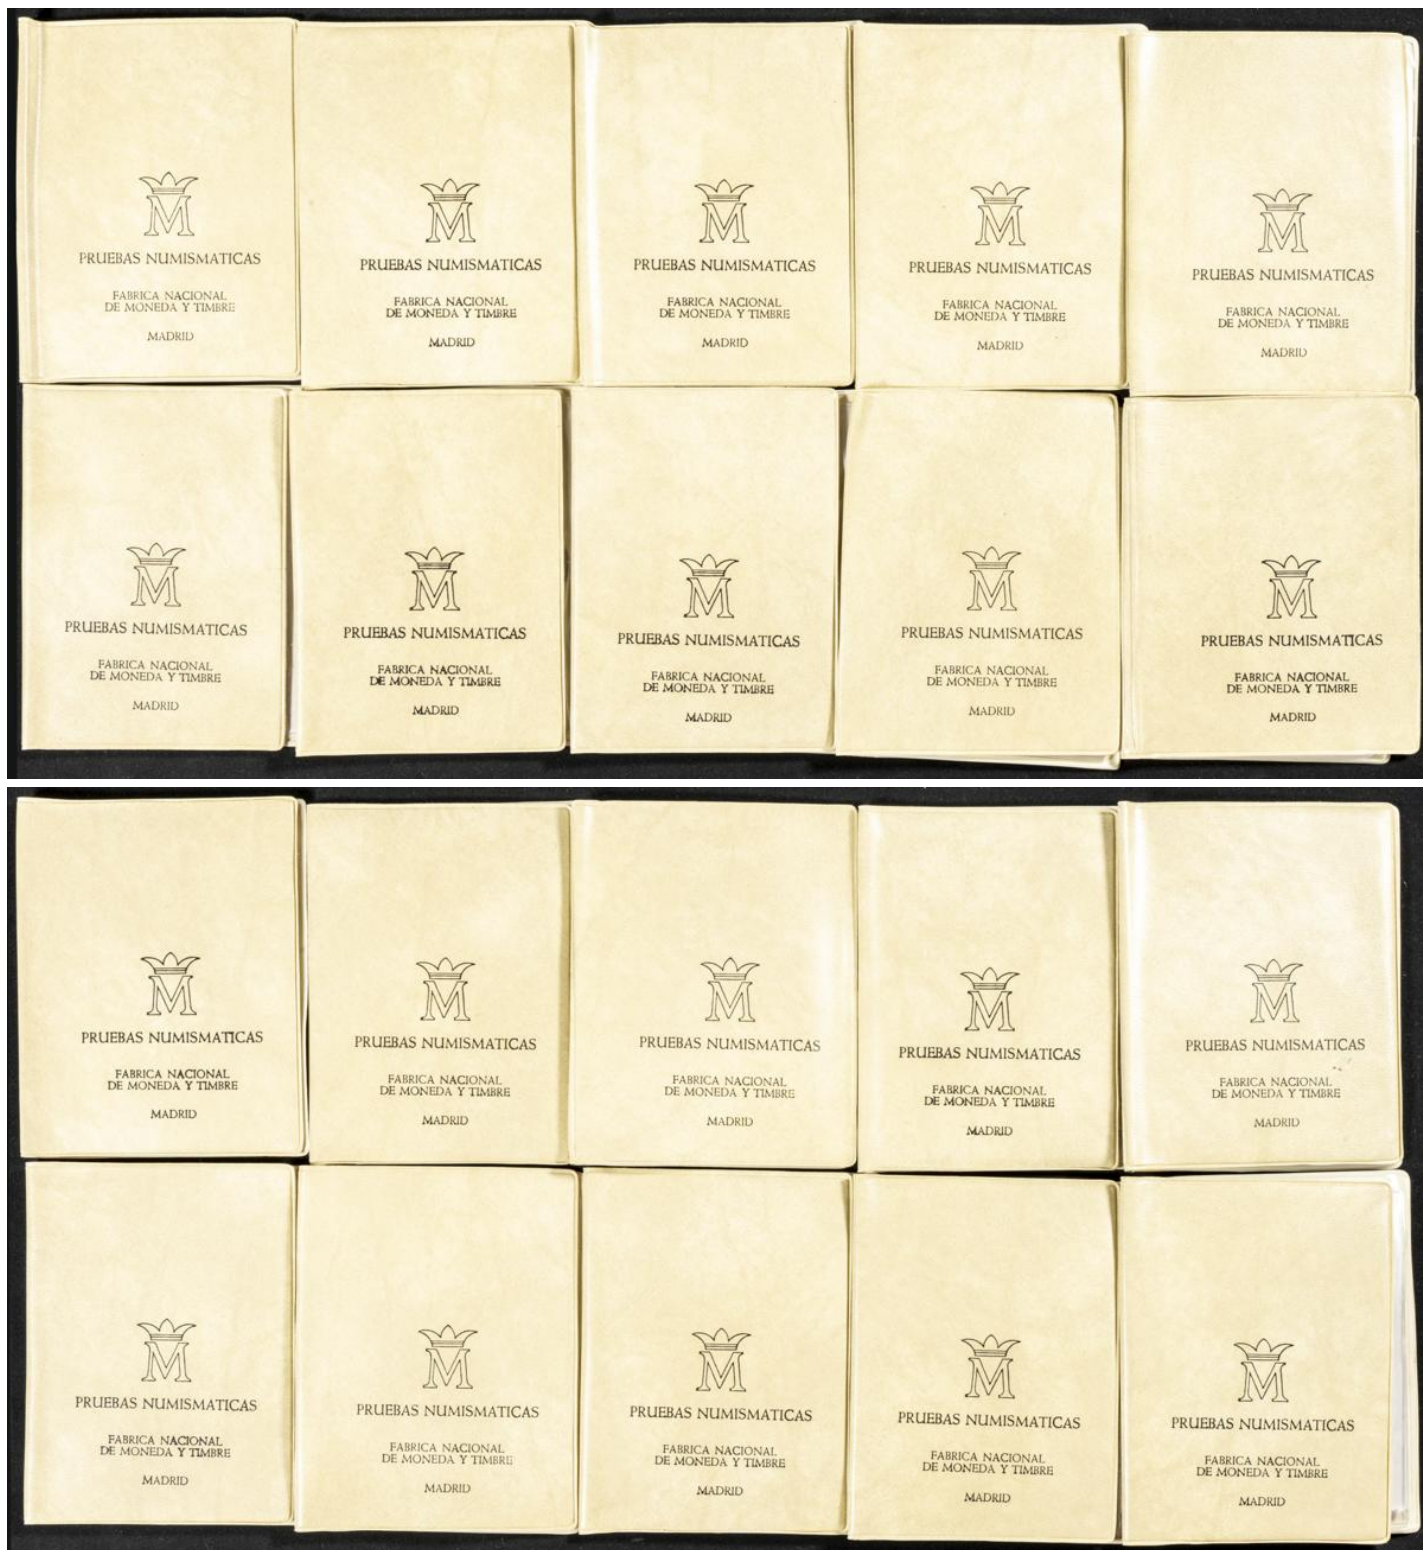 M
PRUEBAS NUMISMATICAS
FABRICA NACIONAL
DE MONEDA Y TIMBRE
MADRID
M
PRUEBAS NUMISMATICAS
FABRICA NACIONAL
DE MONEDA Y TIMBRE
MADRID
M
PRUEBAS NUMISMATICAS
FABRICA NACIONAL
DE MONEDA Y TIMBRE
MADRID
M
PRUEBAS NUMISMATICAS
FABRICA NACIONAL
DE MONEDA Y TIMBRE
MADRID
M
PRUEBAS NUMISMATICAS
FABRICA NACIONAL
DE MONEDA Y TIMBRE
MADRID
M
PRUEBAS NUMISMATICAS
FABRICA NACIONAL
DE MONEDA Y TIMBRE
MADRID
M
PRUEBAS NUMISMATICAS
FABRICA NACIONAL
DE MONEDA Y TIMBRE
MADRID
M
PRUEBAS NUMISMATICAS
FABRICA NACIONAL
DE MONEDA Y TIMBRE
MADRID
M
PRUEBAS NUMISMATICAS
FABRICA NACIONAL
DE MONEDA Y TIMBRE
MADRID
M
PRUEBAS NUMISMATICAS
FABRICA NACIONAL
DE MONEDA Y TIMBRE
MADRID
M
PRUEBAS NUMISMATICAS
FABRICA NACIONAL
DE MONEDA Y TIMBRE
MADRID
M
PRUEBAS NUMISMATICAS
FABRICA NACIONAL
DE MONEDA Y TIMBRE
MADRID
M
PRUEBAS NUMISMATICAS
FABRICA NACIONAL
DE MONEDA Y TIMBRE
MADRID
M
PRUEBAS NUMISMATICAS
FABRICA NACIONAL
DE MONEDA Y TIMBRE
MADRID
M
PRUEBAS NUMISMATICAS
FABRICA NACIONAL
DE MONEDA Y TIMBRE
MADRID
M
PRUEBAS NUMISMATICAS
FABRICA NACIONAL
DE MONEDA Y TIMBRE
MADRID
M
PRUEBAS NUMISMATICAS
FABRICA NACIONAL
DE MONEDA Y TIMBRE
MADRID
M
PRUEBAS NUMISMATICAS
FABRICA NACIONAL
DE MONEDA Y TIMBRE
MADRID
M
PRUEBAS NUMISMATICAS
FABRICA NACIONAL
DE MONEDA Y TIMBRE
MADRID
M
PRUEBAS NUMISMATICAS
FABRICA NACIONAL
DE MONEDA Y TIMBRE
MADRID